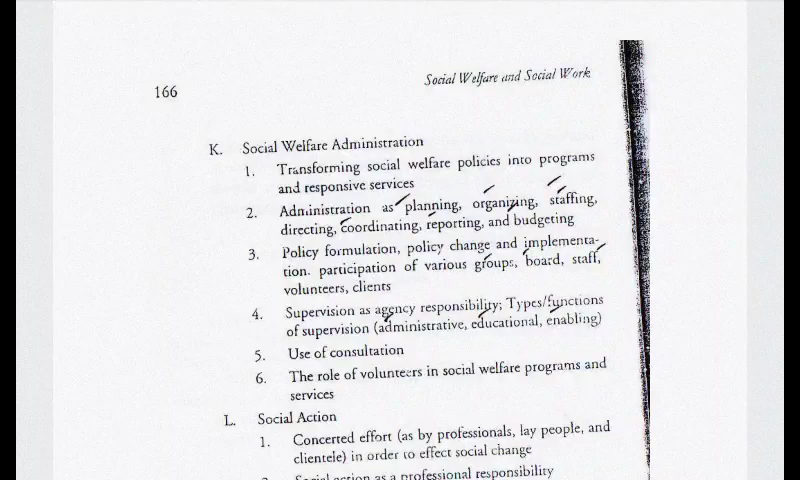 Social Welfare and Social Work
166
K. Social Welfare Administration
1. Transforming social welfare policies into programs
and responsive services
2. Administration as planning, organizing, staffing,
directing, coordinating, reporting, and budgeting
3. Policy formulation, policy change and implementa-
tion. participation of various groups, board, staff,
volunteers, clients
4. Supervision as agency responsibility; Types/functions
of supervision (administrative, educational, enabling)
5. Use of consultation
6. The role of volunteers in social welfare programs and
services
L. Social Action
1. Concerted effort (as by professionals, lay people, and
clientele) in order to effect social change
2. Social action as a professional responsibility